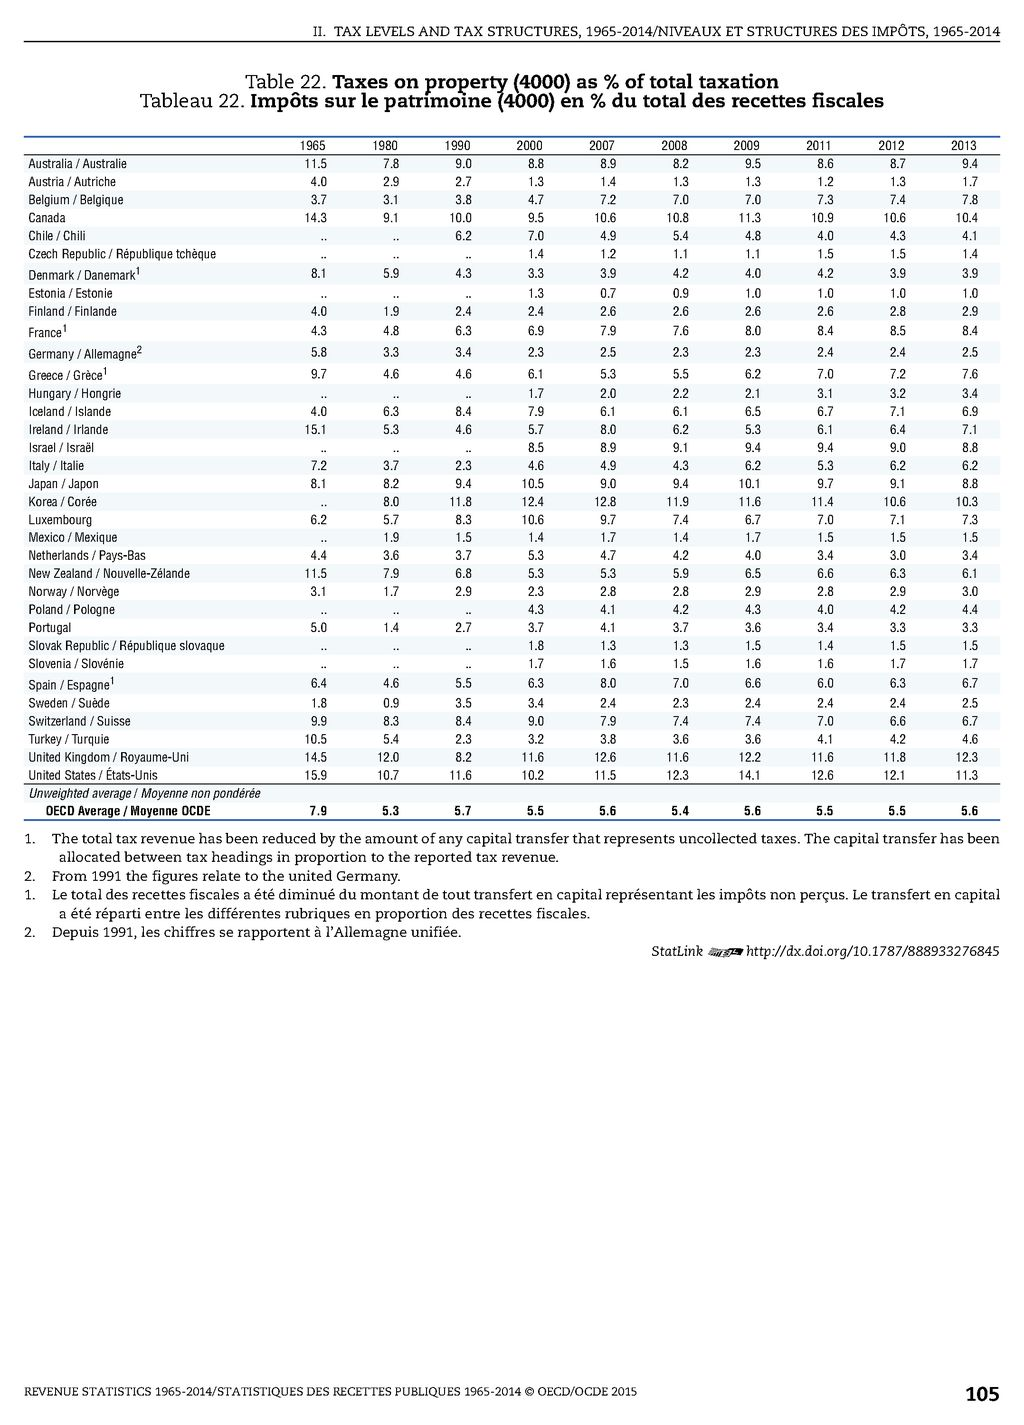 II. TAX LEVELS AND TAX STRUCTURES, 1965-2014/NIVEAUX ET STRUCTURES DES IMPÔTS, 1965-2014
Table 22. Taxes on property (4000) as % of total taxation
Tableau 22. Impôts sur le patrimoine (4000) en % du total des recettes fiscales
1965 1980 1990 2000 2007 2008 2009 2011 2012 2013
Australia / Australie 11.5 7.8 9.0 8.8 8.9 8.2 9.5 8.6 8.7 9.4
Austria / Autriche 4.0 2.9 2.7 1.3 1.4 1.3 1.3 1.2 1.3 1.7
Belgium / Belgique 3.7 3.1 3.8 4.7 7.2 7.0 7.0 7.3 7.4 7.8
Canada 14.3 9.1 10.0 9.5 10.6 10.8 11.3 10.9 10.6 10.4
Chile / Chili .. .. 6.2 7.0 4.9 5.4 4.8 4.0 4.3 4.1
Czech Republic / République tchèque .. .. .. 1.4 1.2 1.1 1.1 1.5 1.5 1.4
Denmark / Danemark1 8.1 5.9 4.3 3.3 3.9 4.2 4.0 4.2 3.9 3.9
Estonia / Estonie .. .. .. 1.3 0.7 0.9 1.0 1.0 1.0 1.0
Finland / Finlande 4.0 1.9 2.4 2.4 2.6 2.6 2.6 2.6 2.8 2.9
France1 4.3 4.8 6.3 6.9 7.9 7.6 8.0 8.4 8.5 8.4
Germany / Allemagne2 5.8 3.3 3.4 2.3 2.5 2.3 2.3 2.4 2.4 2.5
Greece / Grèce1 9.7 4.6 4.6 6.1 5.3 5.5 6.2 7.0 7.2 7.6
Hungary / Hongrie .. .. .. 1.7 2.0 2.2 2.1 3.1 3.2 3.4
Iceland / Islande 4.0 6.3 8.4 7.9 6.1 6.1 6.5 6.7 7.1 6.9
Ireland / Irlande 15.1 5.3 4.6 5.7 8.0 6.2 5.3 6.1 6.4 7.1
Israel / Israël .. .. .. 8.5 8.9 9.1 9.4 9.4 9.0 8.8
Italy / Italie 7.2 3.7 2.3 4.6 4.9 4.3 6.2 5.3 6.2 6.2
Japan / Japon 8.1 8.2 9.4 10.5 9.0 9.4 10.1 9.7 9.1 8.8
Korea / Corée .. 8.0 11.8 12.4 12.8 11.9 11.6 11.4 10.6 10.3
Luxembourg 6.2 5.7 8.3 10.6 9.7 7.4 6.7 7.0 7.1 7.3
Mexico / Mexique .. 1.9 1.5 1.4 1.7 1.4 1.7 1.5 1.5 1.5
Netherlands / Pays-Bas 4.4 3.6 3.7 5.3 4.7 4.2 4.0 3.4 3.0 3.4
New Zealand / Nouvelle-Zélande 11.5 7.9 6.8 5.3 5.3 5.9 6.5 6.6 6.3 6.1
Norway / Norvège 3.1 1.7 2.9 2.3 2.8 2.8 2.9 2.8 2.9 3.0
Poland / Pologne .. .. .. 4.3 4.1 4.2 4.3 4.0 4.2 4.4
Portugal 5.0 1.4 2.7 3.7 4.1 3.7 3.6 3.4 3.3 3.3
Slovak Republic / République slovaque .. .. .. 1.8 1.3 1.3 1.5 1.4 1.5 1.5
Slovenia / Slovénie .. .. .. 1.7 1.6 1.5 1.6 1.6 1.7 1.7
Spain / Espagne1 6.4 4.6 5.5 6.3 8.0 7.0 6.6 6.0 6.3 6.7
Sweden / Suède 1.8 0.9 3.5 3.4 2.4 2.3 2.4 2.4 2.4 2.5
Switzerland / Suisse 9.9 8.3 8.4 9.0 7.9 7.4 7.4 7.0 6.6 6.7
Turkey / Turquie 10.5 5.4 2.3 3.2 3.8 3.6 3.6 4.1 4.2 4.6
United Kingdom / Royaume-Uni 14.5 12.0 8.2 11.6 12.6 11.6 12.2 11.6 11.8 12.3
United States / États-Unis 15.9 10.7 11.6 10.2 11.5 12.3 14.1 12.6 12.1 11.3
Unweighted average / Moyenne non pondérée
OECD Average / Moyenne OCDE 7.9 5.3 5.7 5.5 5.6 5.4 5.6 5.5 5.5 5.6
1. The total tax revenue has been reduced by the amount of any capital transfer that represents uncollected taxes. The capital transfer has been
allocated between tax headings in proportion to the reported tax revenue.
2. From 1991 the figures relate to the united Germany.
1. Le total des recettes fiscales a été diminué du montant de tout transfert en capital représentant les impôts non perçus. Le transfert en capital
a été réparti entre les différentes rubriques en proportion des recettes fiscales.
2. Depuis 1991, les chiffres se rapportent à l'Allemagne unifiée.
StatLink http://dx.doi.org/10.1787/888933276845
REVENUE STATISTICS 1965-2014/STATISTIQUES DES RECETTES PUBLIQUES 1965-2014 © OECD/OCDE 2015 105